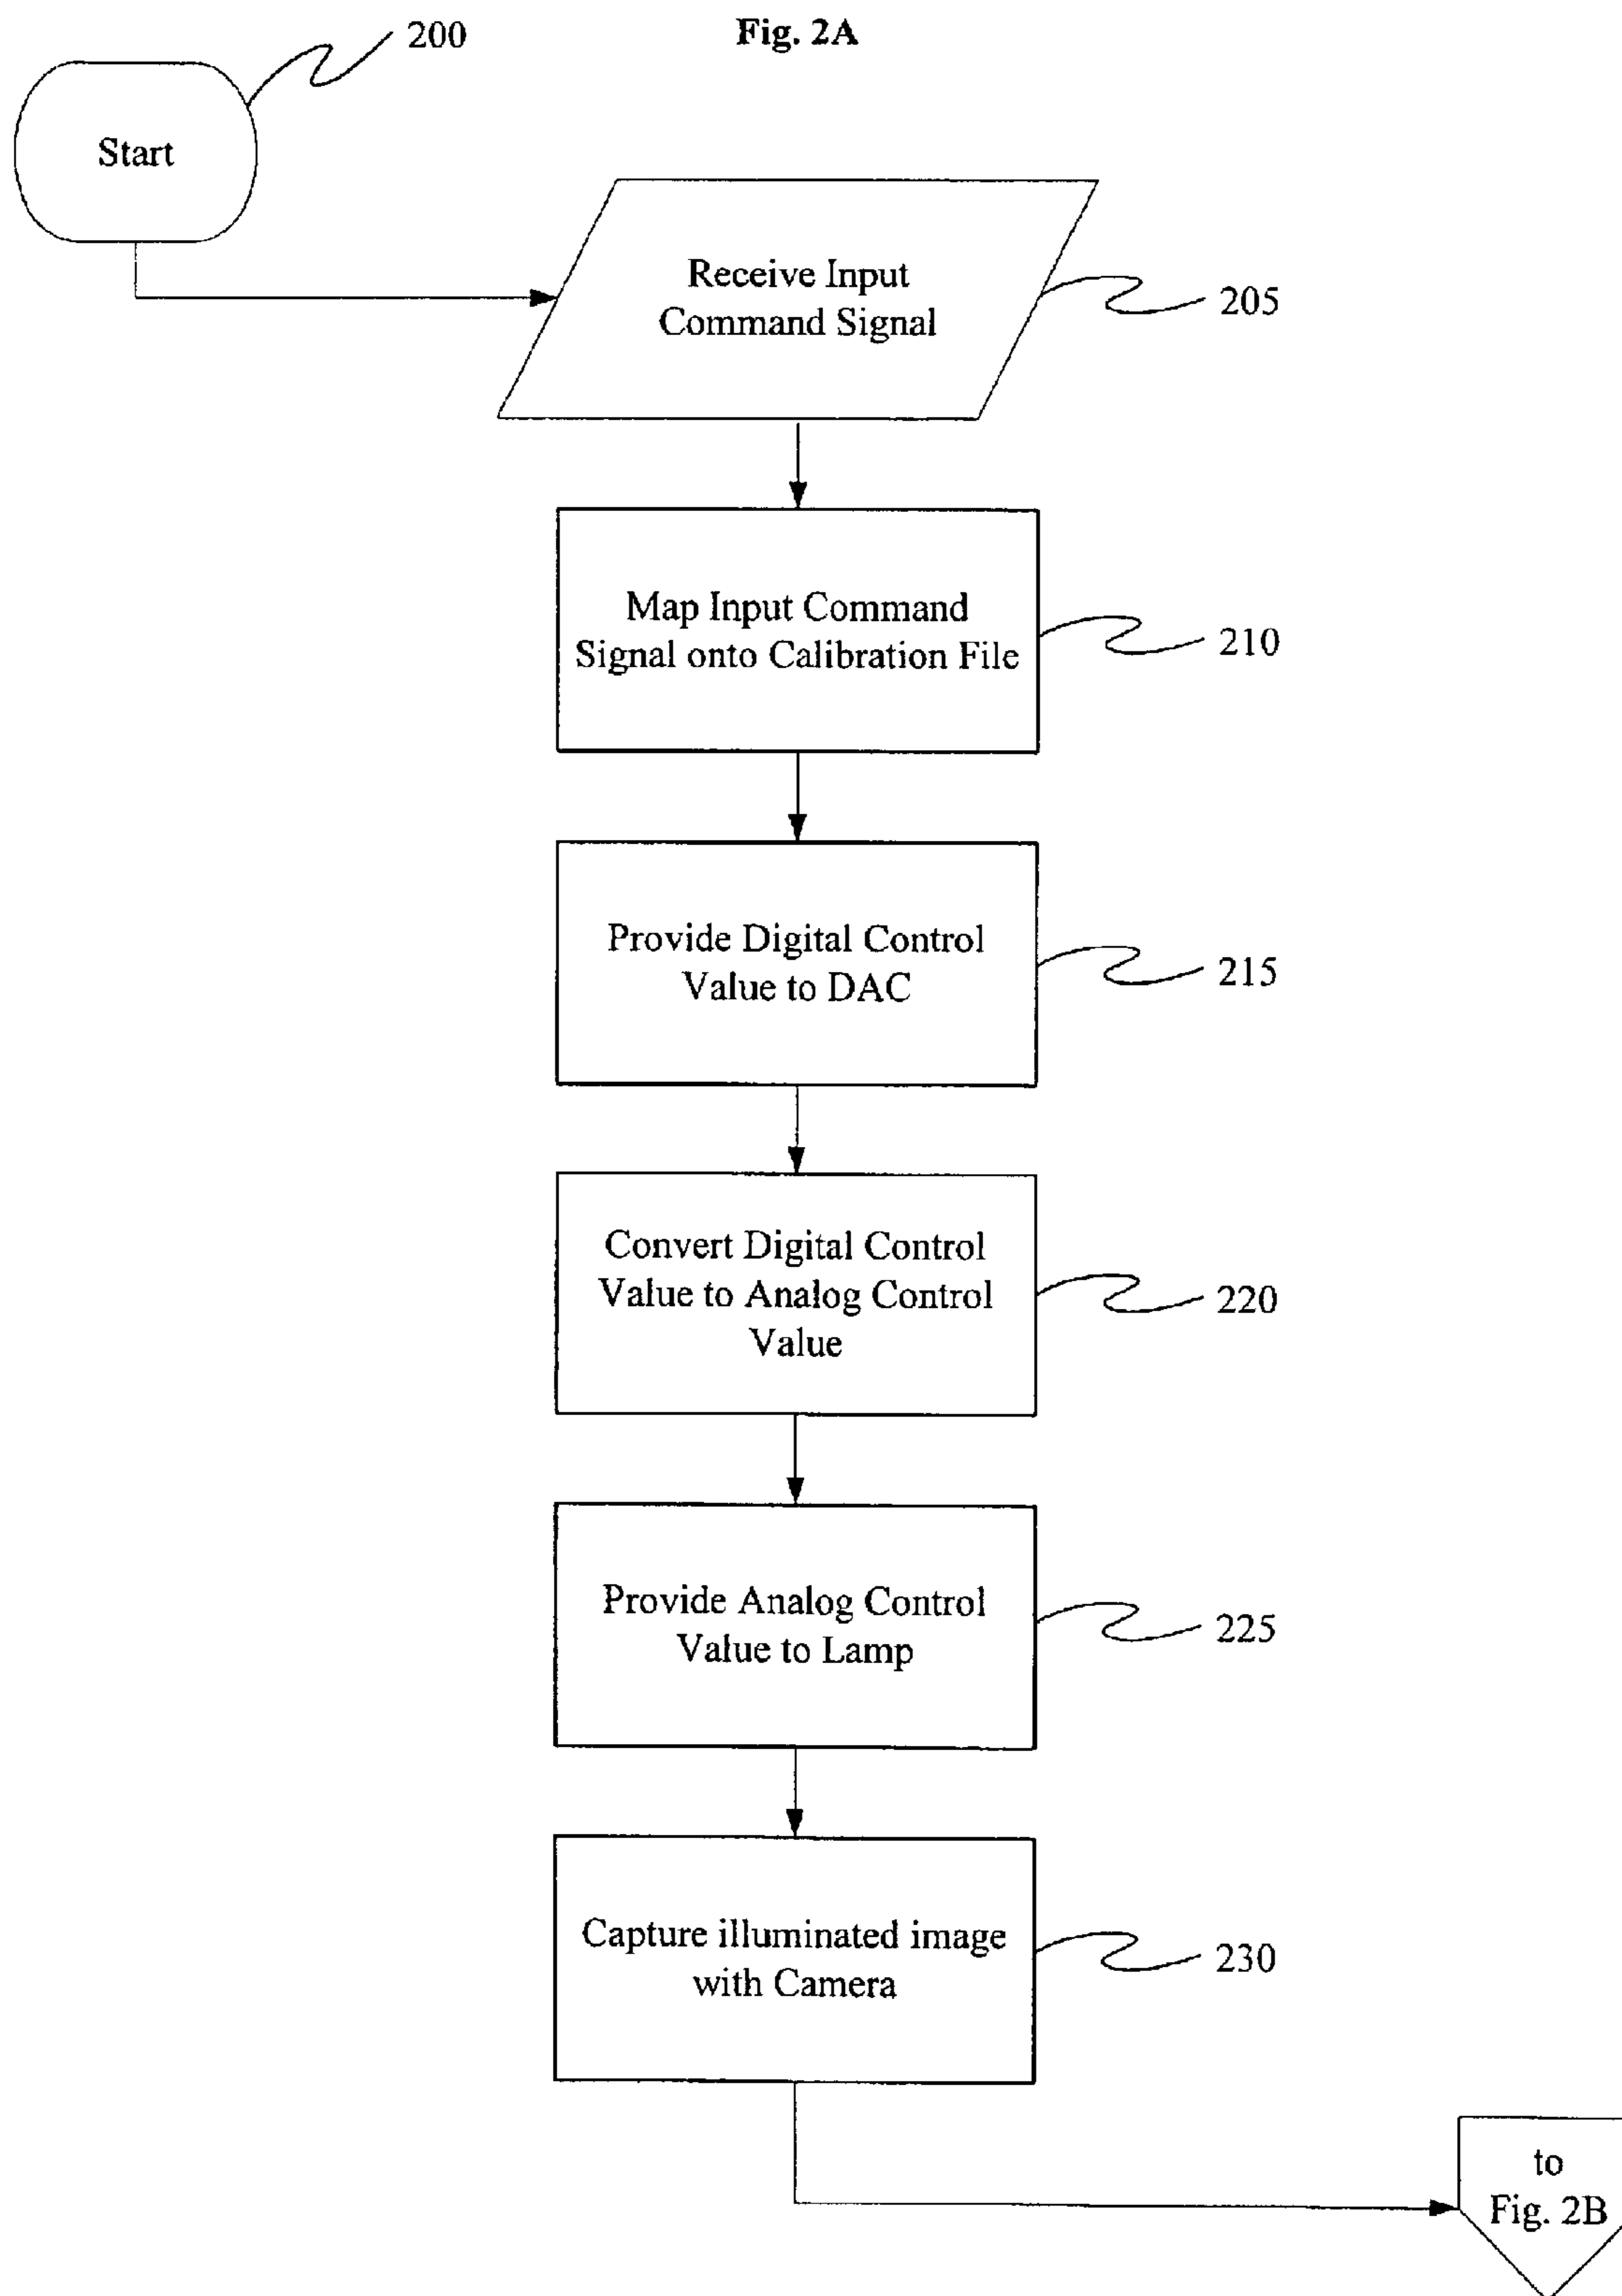 Fig. 2A
200
Start
Receive Input
Command Signal
205
Map Input Command
Signal onto Calibration File
210
Provide Digital Control
Value to DAC
215
Convert Digital Control
Value to Analog Control
Value
220
Provide Analog Control
Value to Lamp
225
Capture illuminated image
with Camera
230
to
Fig. 2B